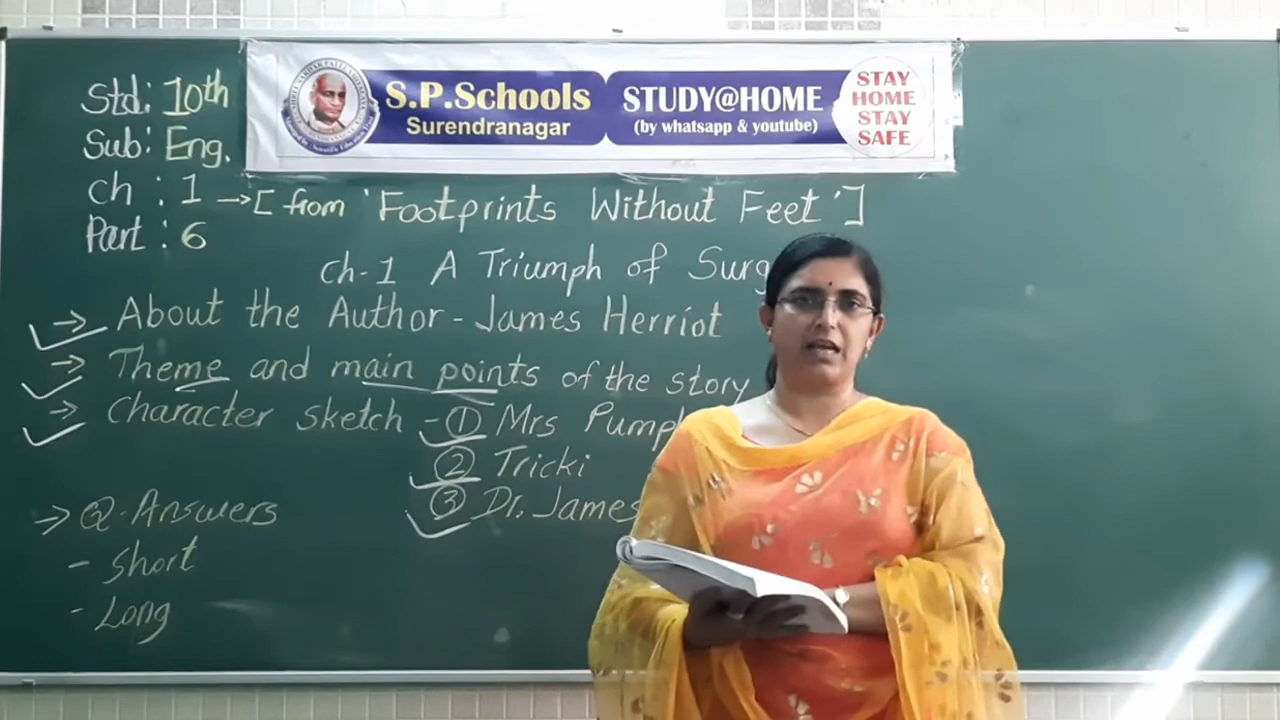 S.P.Schools
Surendranagar
STUDY@HOME
(by whatsapp & youtube)
STAY
HOME
STAY
SAFE
Std: 10th
Sub: Eng.
ch : 1 → [ from 'Footprints Without Feet' ]
Part : 6
ch-1 A Triumph of Surg
→ About the Author - James Herriot
→ Theme and main points of the story
→ Character sketch - ① Mrs Pump
② Tricki
③ Dr. James
→ Q. Answers
- Short
- Long